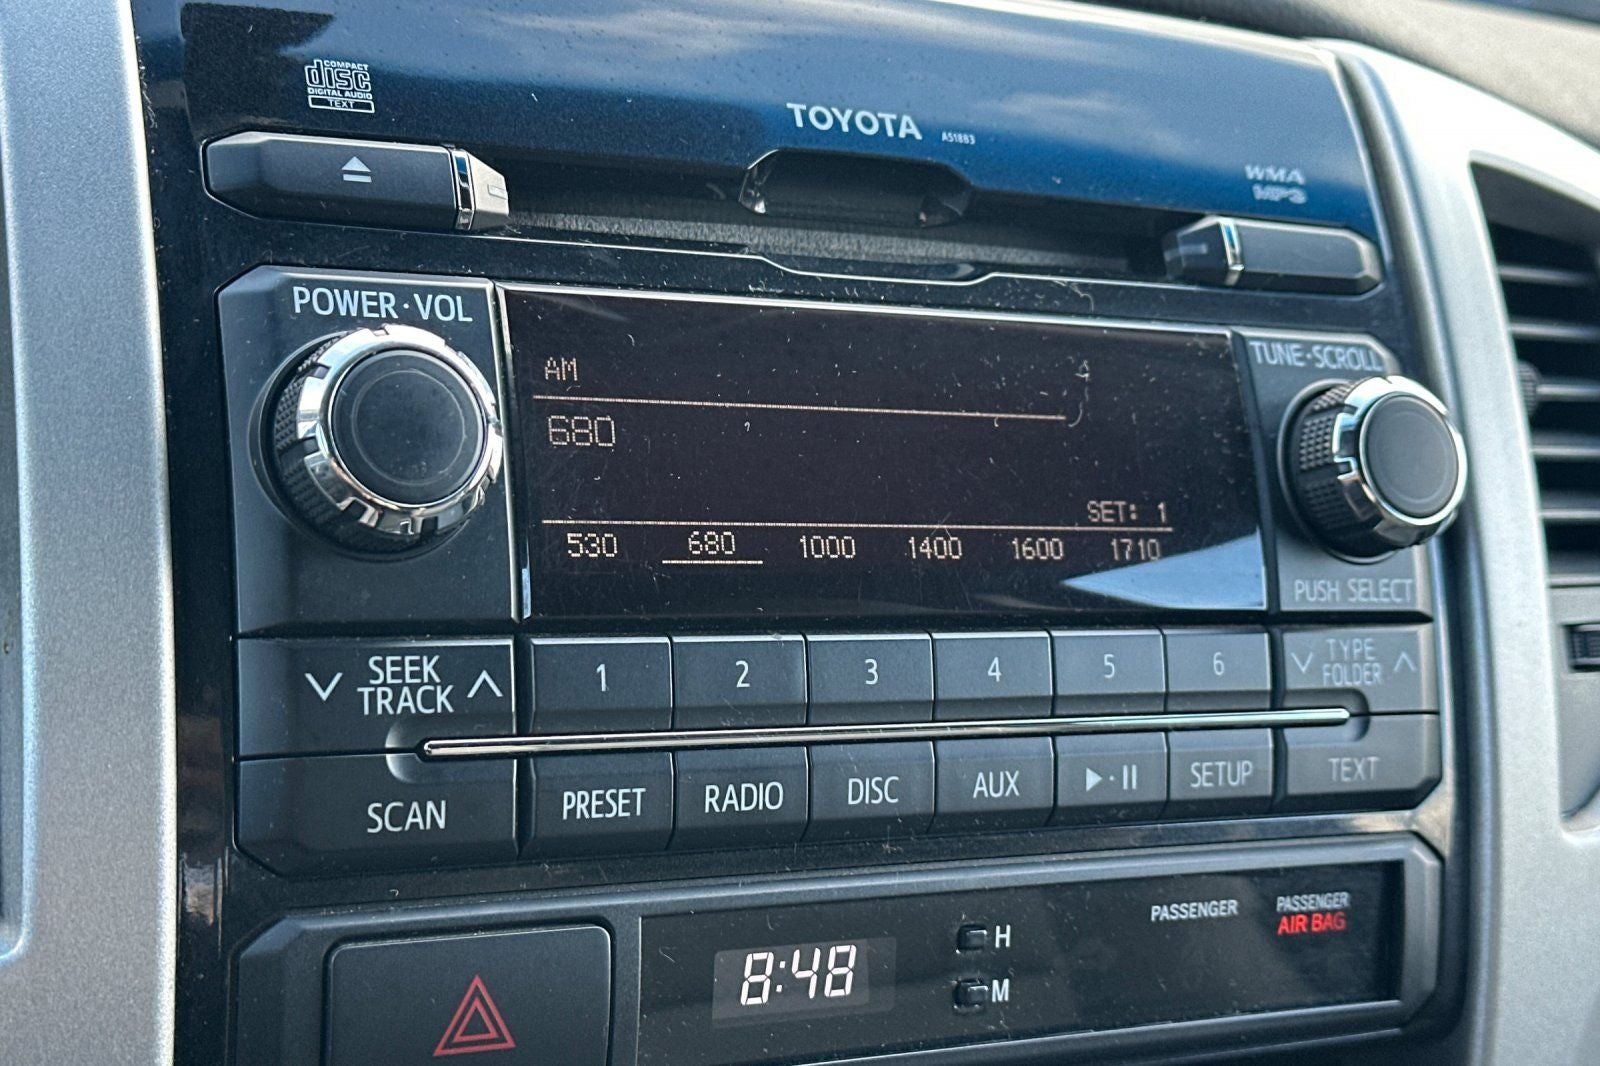 COMPACT
disc
DIGITAL AUDIO
TEXT
TOYOTA A518B3
WMA
MP3
POWER·VOL
TUNE·SCROLL
AM
680
SET: 1
530 680 1000 1400 1600 1710
PUSH SELECT
SEEK
TRACK
1 2 3 4 5 6
TYPE
FOLDER
SCAN PRESET RADIO DISC AUX SETUP TEXT
PASSENGER
PASSENGER
AIR BAG
8:48
H
M